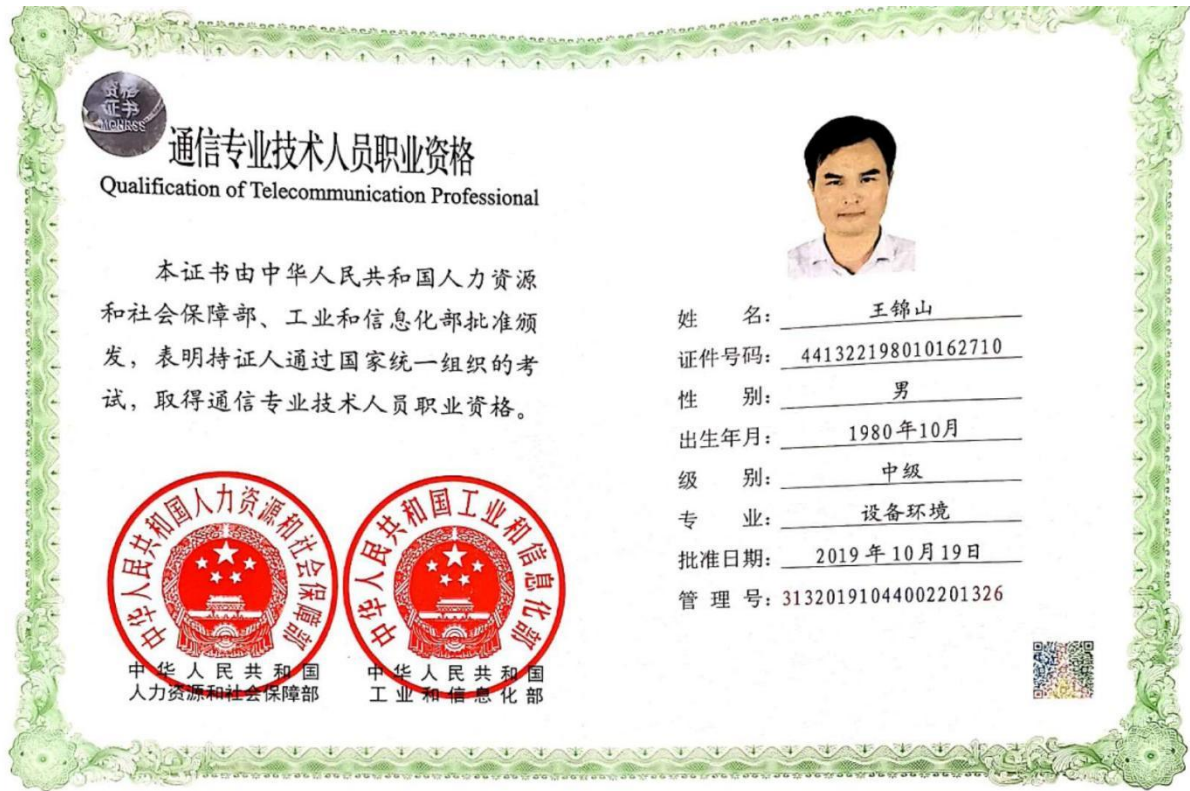 资格
证书
MOHRSS
通信专业技术人员职业资格
Qualification of Telecommunication Professional
本证书由中华人民共和国人力资源
和社会保障部、工业和信息化部批准颁
发，表明持证人通过国家统一组织的考
试，取得通信专业技术人员职业资格。
中华人民共和国人力资源和社会保障部
中华人民共和国
人力资源和社会保障部
中华人民共和国工业和信息化部
中华人民共和国
工业和信息化部
姓名：王锦山
证件号码：441322198010162710
性别：男
出生年月：1980年10月
级别：中级
专业：设备环境
批准日期：2019年10月19日
管理号：31320191044002201326